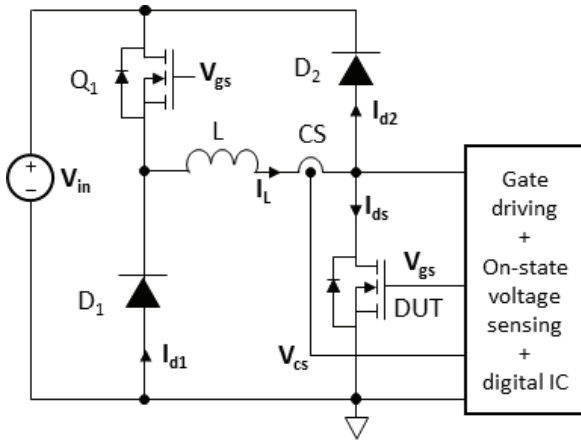 Q1
Vgs
D2
Id2
L
CS
IL
Ids
+
−
Vin
D1
Id1
Vgs
DUT
Vcs
Gate
driving
+
On-state
voltage
sensing
+
digital IC